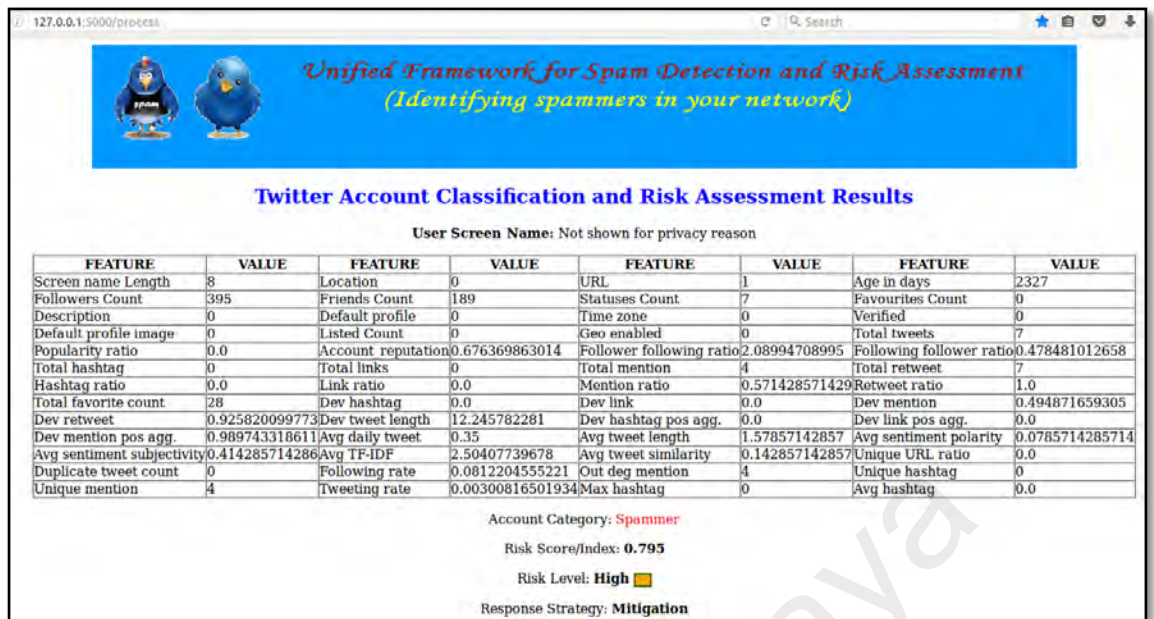 127.0.0.1:5000/process
Search
spam
Unified Framework for Spam Detection and Risk Assessment
(Identifying spammers in your network)
Twitter Account Classification and Risk Assessment Results
User Screen Name: Not shown for privacy reason
FEATURE VALUE FEATURE VALUE FEATURE VALUE FEATURE VALUE
Screen name Length 8 Location 0 URL 1 Age in days 2327
Followers Count 395 Friends Count 189 Statuses Count 7 Favourites Count 0
Description 0 Default profile 0 Time zone 0 Verified 0
Default profile image 0 Listed Count 0 Geo enabled 0 Total tweets 7
Popularity ratio 0.0 Account reputation 0.676369863014 Follower following ratio 2.08994708995 Following follower ratio 0.478481012658
Total hashtag 0 Total links 0 Total mention 4 Total retweet 7
Hashtag ratio 0.0 Link ratio 0.0 Mention ratio 0.571428571429 Retweet ratio 1.0
Total favorite count 28 Dev hashtag 0.0 Dev link 0.0 Dev mention 0.494871659305
Dev retweet 0.925820099773 Dev tweet length 12.245782281 Dev hashtag pos agg. 0.0 Dev link pos agg. 0.0
Dev mention pos agg. 0.989743318611 Avg daily tweet 0.35 Avg tweet length 1.57857142857 Avg sentiment polarity 0.0785714285714
Avg sentiment subjectivity 0.414285714286 Avg TF-IDF 2.50407739678 Avg tweet similarity 0.142857142857 Unique URL ratio 0.0
Duplicate tweet count 0 Following rate 0.0812204555221 Out deg mention 4 Unique hashtag 0
Unique mention 4 Tweeting rate 0.00300816501934 Max hashtag 0 Avg hashtag 0.0
Account Category: Spammer
Risk Score/Index: 0.795
Risk Level: High
Response Strategy: Mitigation